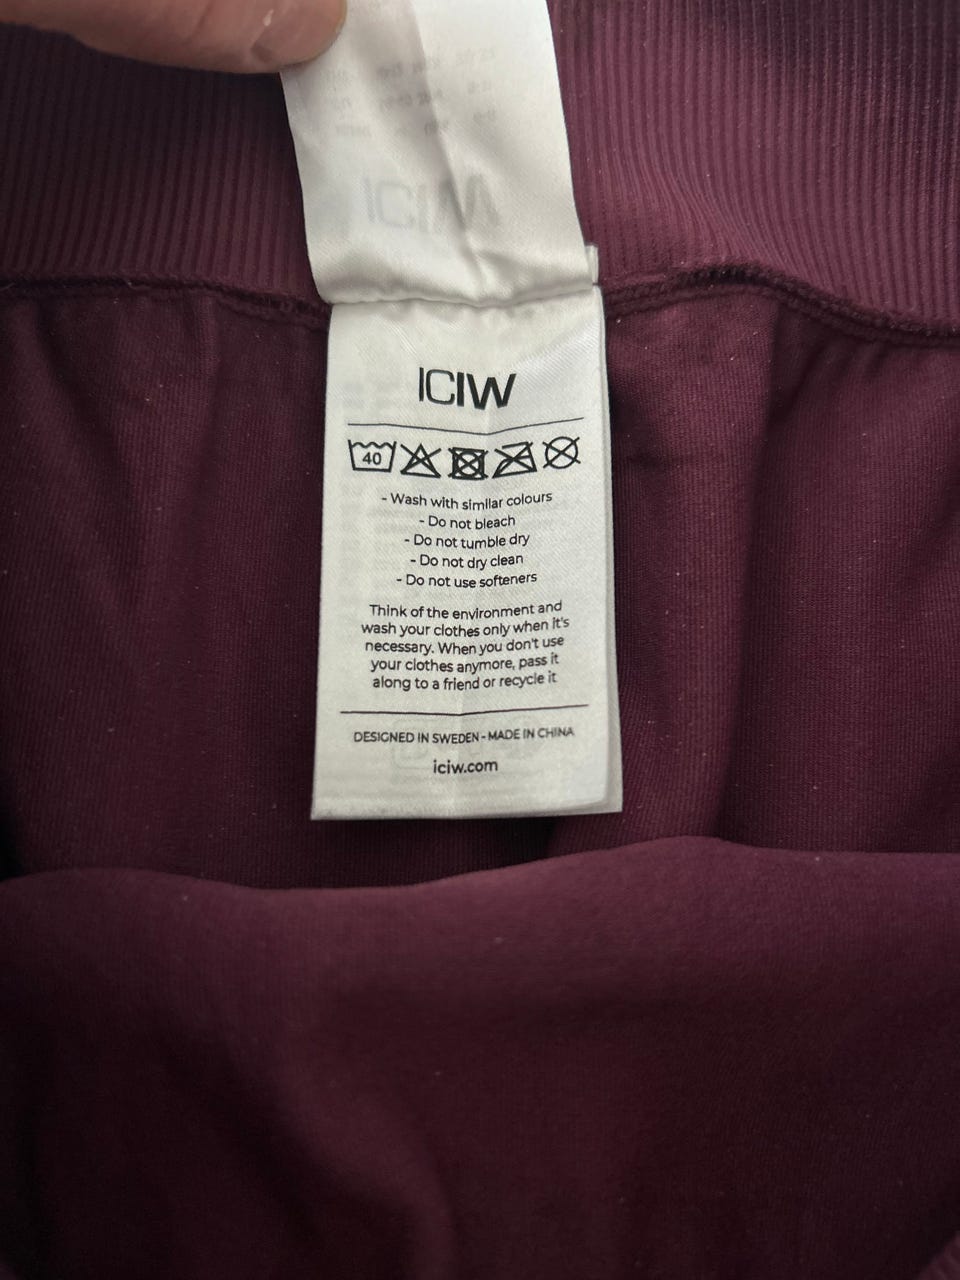 ICIW
40
- Wash with similar colours
- Do not bleach
- Do not tumble dry
- Do not dry clean
- Do not use softeners
Think of the environment and
wash your clothes only when it's
necessary. When you don't use
your clothes anymore, pass it
along to a friend or recycle it
DESIGNED IN SWEDEN - MADE IN CHINA
iciw.com